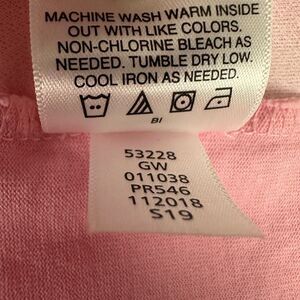 MACHINE WASH WARM INSIDE
OUT WITH LIKE COLORS.
NON-CHLORINE BLEACH AS
NEEDED. TUMBLE DRY LOW.
COOL IRON AS NEEDED.
BI
53228
GW
011038
PR546
112018
S19